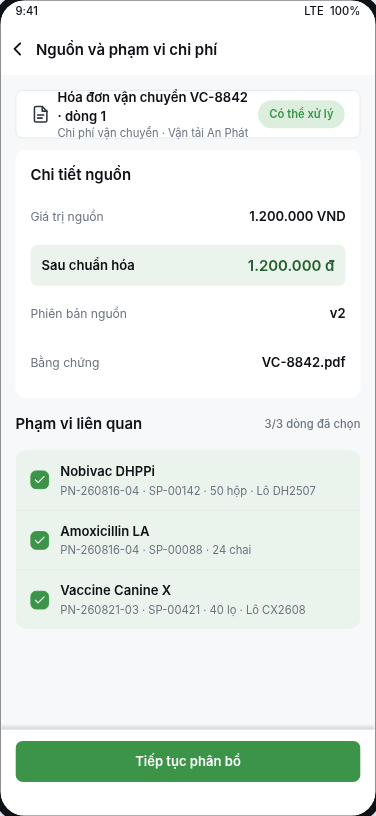 9:41
LTE 100%
Nguồn và phạm vi chi phí
Hóa đơn vận chuyển VC-8842
· dòng 1
Chi phí vận chuyển · Vận tải An Phát
Có thể xử lý
Chi tiết nguồn
Giá trị nguồn
1.200.000 VND
Sau chuẩn hóa
1.200.000 đ
Phiên bản nguồn
v2
Bằng chứng
VC-8842.pdf
Phạm vi liên quan
3/3 dòng đã chọn
Nobivac DHPPi
PN-260816-04 · SP-00142 · 50 hộp · Lô DH2507
Amoxicillin LA
PN-260816-04 · SP-00088 · 24 chai
Vaccine Canine X
PN-260821-03 · SP-00421 · 40 lọ · Lô CX2608
Tiếp tục phân bổ